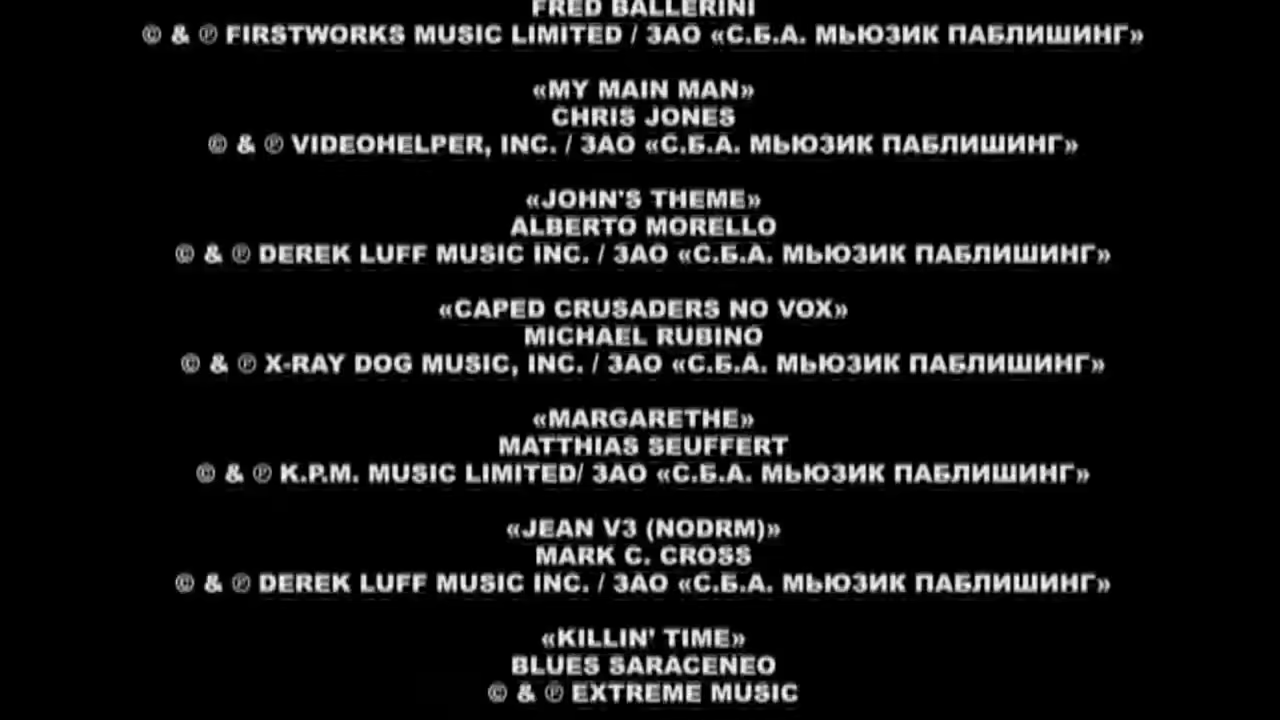 FRED BALLERINI
© & ℗ FIRSTWORKS MUSIC LIMITED / ЗАО «С.Б.А. МЬЮЗИК ПАБЛИШИНГ»
«MY MAIN MAN»
CHRIS JONES
© & ℗ VIDEOHELPER, INC. / ЗАО «С.Б.А. МЬЮЗИК ПАБЛИШИНГ»
«JOHN'S THEME»
ALBERTO MORELLO
© & ℗ DEREK LUFF MUSIC INC. / ЗАО «С.Б.А. МЬЮЗИК ПАБЛИШИНГ»
«CAPED CRUSADERS NO VOX»
MICHAEL RUBINO
© & ℗ X-RAY DOG MUSIC, INC. / ЗАО «С.Б.А. МЬЮЗИК ПАБЛИШИНГ»
«MARGARETHE»
MATTHIAS SEUFFERT
© & ℗ K.P.M. MUSIC LIMITED/ ЗАО «С.Б.А. МЬЮЗИК ПАБЛИШИНГ»
«JEAN V3 (NODRM)»
MARK C. CROSS
© & ℗ DEREK LUFF MUSIC INC. / ЗАО «С.Б.А. МЬЮЗИК ПАБЛИШИНГ»
«KILLIN' TIME»
BLUES SARACENEO
© & ℗ EXTREME MUSIC